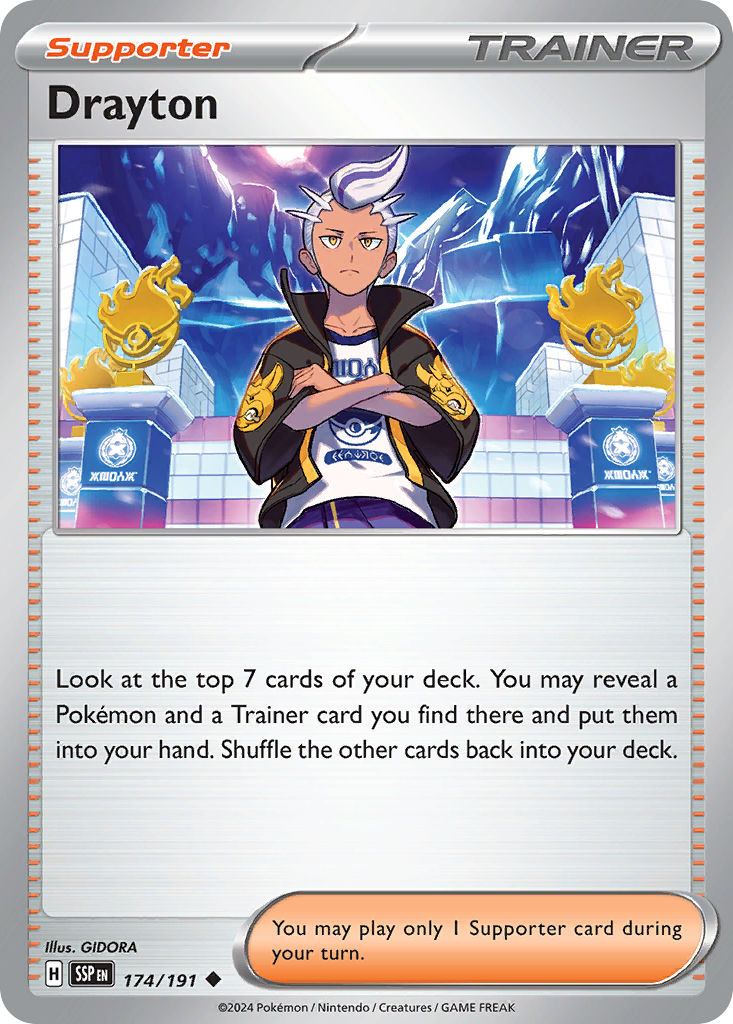 Supporter
TRAINER
Drayton
Look at the top 7 cards of your deck. You may reveal a
Pokémon and a Trainer card you find there and put them
into your hand. Shuffle the other cards back into your deck.
You may play only 1 Supporter card during
your turn.
Illus. GIDORA
H SSP EN 174/191 ◆
©2024 Pokémon / Nintendo / Creatures / GAME FREAK